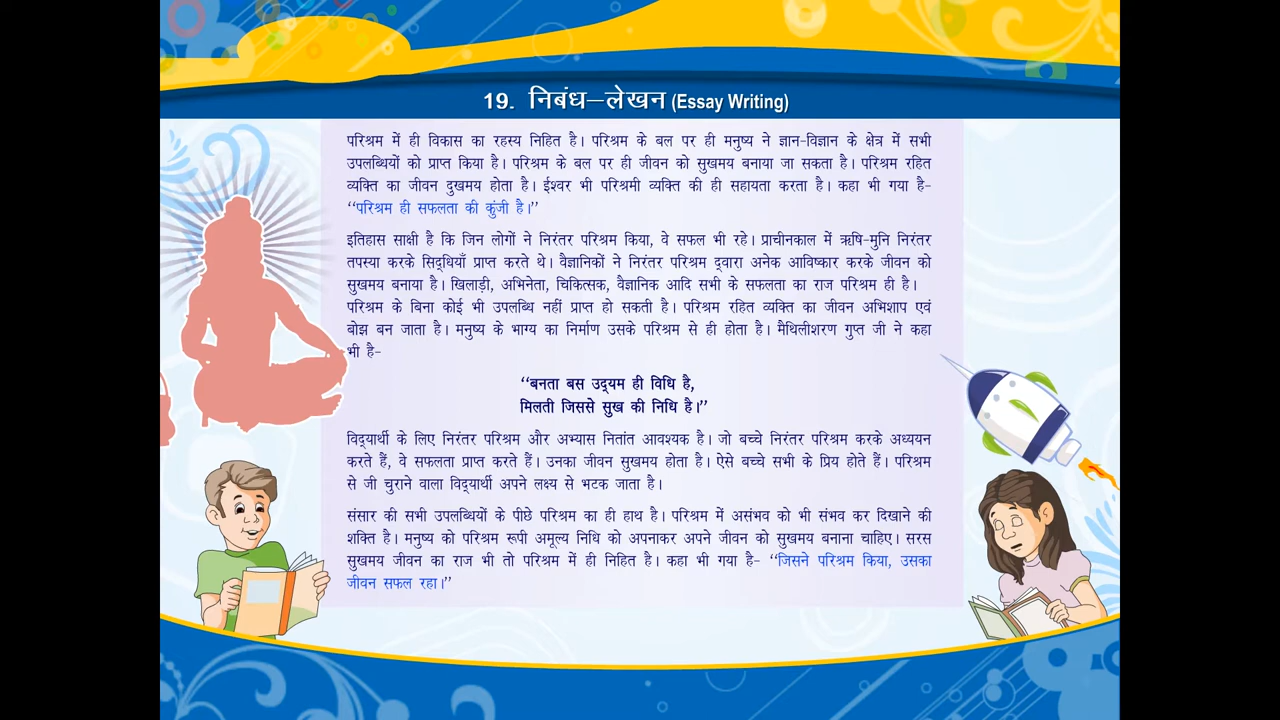 19. निबंध–लेखन (Essay Writing)
परिश्रम में ही विकास का रहस्य निहित है। परिश्रम के बल पर ही मनुष्य ने ज्ञान-विज्ञान के क्षेत्र में सभी
उपलब्धियों को प्राप्त किया है। परिश्रम के बल पर ही जीवन को सुखमय बनाया जा सकता है। परिश्रम रहित
व्यक्ति का जीवन दुखमय होता है। ईश्वर भी परिश्रमी व्यक्ति की ही सहायता करता है। कहा भी गया है-
‘‘परिश्रम ही सफलता की कुंजी है।’’
इतिहास साक्षी है कि जिन लोगों ने निरंतर परिश्रम किया, वे सफल भी रहे। प्राचीनकाल में ऋषि-मुनि निरंतर
तपस्या करके सिद्धियाँ प्राप्त करते थे। वैज्ञानिकों ने निरंतर परिश्रम द्वारा अनेक आविष्कार करके जीवन को
सुखमय बनाया है। खिलाड़ी, अभिनेता, चिकित्सक, वैज्ञानिक आदि सभी के सफलता का राज परिश्रम ही है।
परिश्रम के बिना कोई भी उपलब्धि नहीं प्राप्त हो सकती है। परिश्रम रहित व्यक्ति का जीवन अभिशाप एवं
बोझ बन जाता है। मनुष्य के भाग्य का निर्माण उसके परिश्रम से ही होता है। मैथिलीशरण गुप्त जी ने कहा
भी है-
‘‘बनता बस उद्यम ही विधि है,
मिलती जिससे सुख की निधि है।’’
विद्यार्थी के लिए निरंतर परिश्रम और अभ्यास नितांत आवश्यक है। जो बच्चे निरंतर परिश्रम करके अध्ययन
करते हैं, वे सफलता प्राप्त करते हैं। उनका जीवन सुखमय होता है। ऐसे बच्चे सभी के प्रिय होते हैं। परिश्रम
से जी चुराने वाला विद्यार्थी अपने लक्ष्य से भटक जाता है।
संसार की सभी उपलब्धियों के पीछे परिश्रम का ही हाथ है। परिश्रम में असंभव को भी संभव कर दिखाने की
शक्ति है। मनुष्य को परिश्रम रूपी अमूल्य निधि को अपनाकर अपने जीवन को सुखमय बनाना चाहिए। सरस
सुखमय जीवन का राज भी तो परिश्रम में ही निहित है। कहा भी गया है- ‘‘जिसने परिश्रम किया, उसका
जीवन सफल रहा।’’